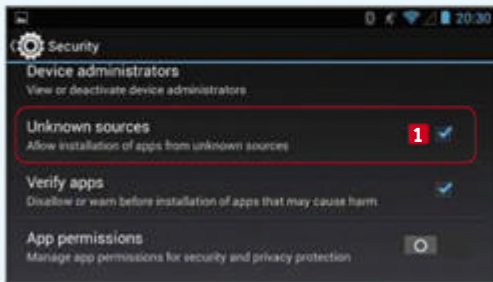 20:30
Security
Device administrators
View or deactivate device administrators
Unknown sources
Allow installation of apps from unknown sources
1
Verify apps
Disallow or warn before installation of apps that may cause harm
App permissions
Manage app permissions for security and privacy protection